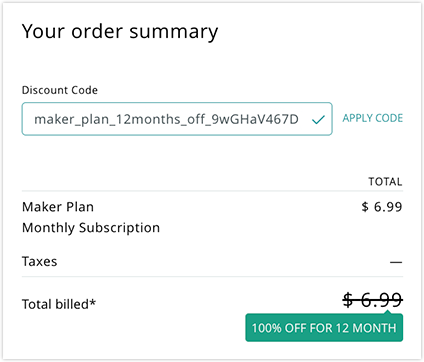 Your order summary
Discount Code
maker_plan_12months_off_9wGHaV467D
APPLY CODE
TOTAL
Maker Plan $ 6.99
Monthly Subscription
Taxes —
Total billed* $ 6.99
100% OFF FOR 12 MONTH